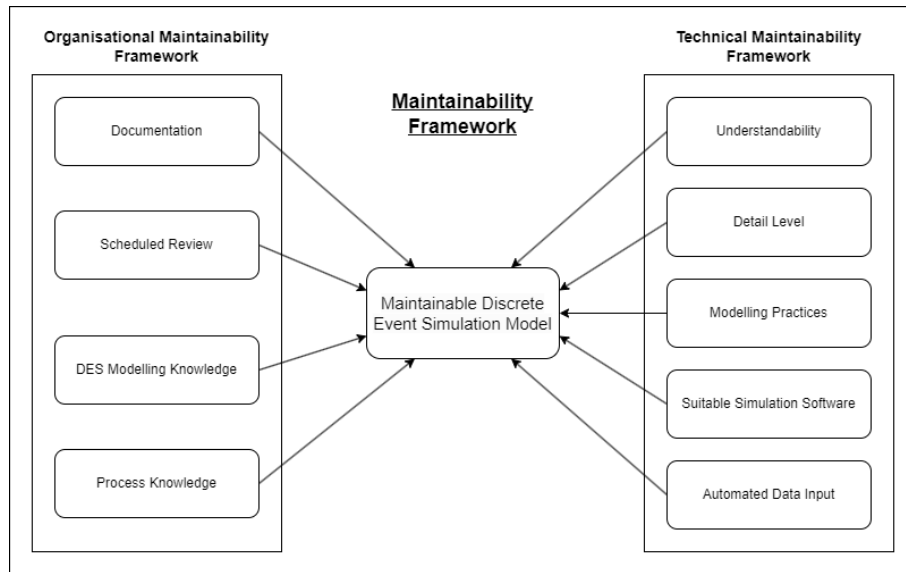 Organisational Maintainability
Framework
Documentation
Scheduled Review
DES Modelling Knowledge
Process Knowledge
Maintainability
Framework
Maintainable Discrete
Event Simulation Model
Technical Maintainability
Framework
Understandability
Detail Level
Modelling Practices
Suitable Simulation Software
Automated Data Input